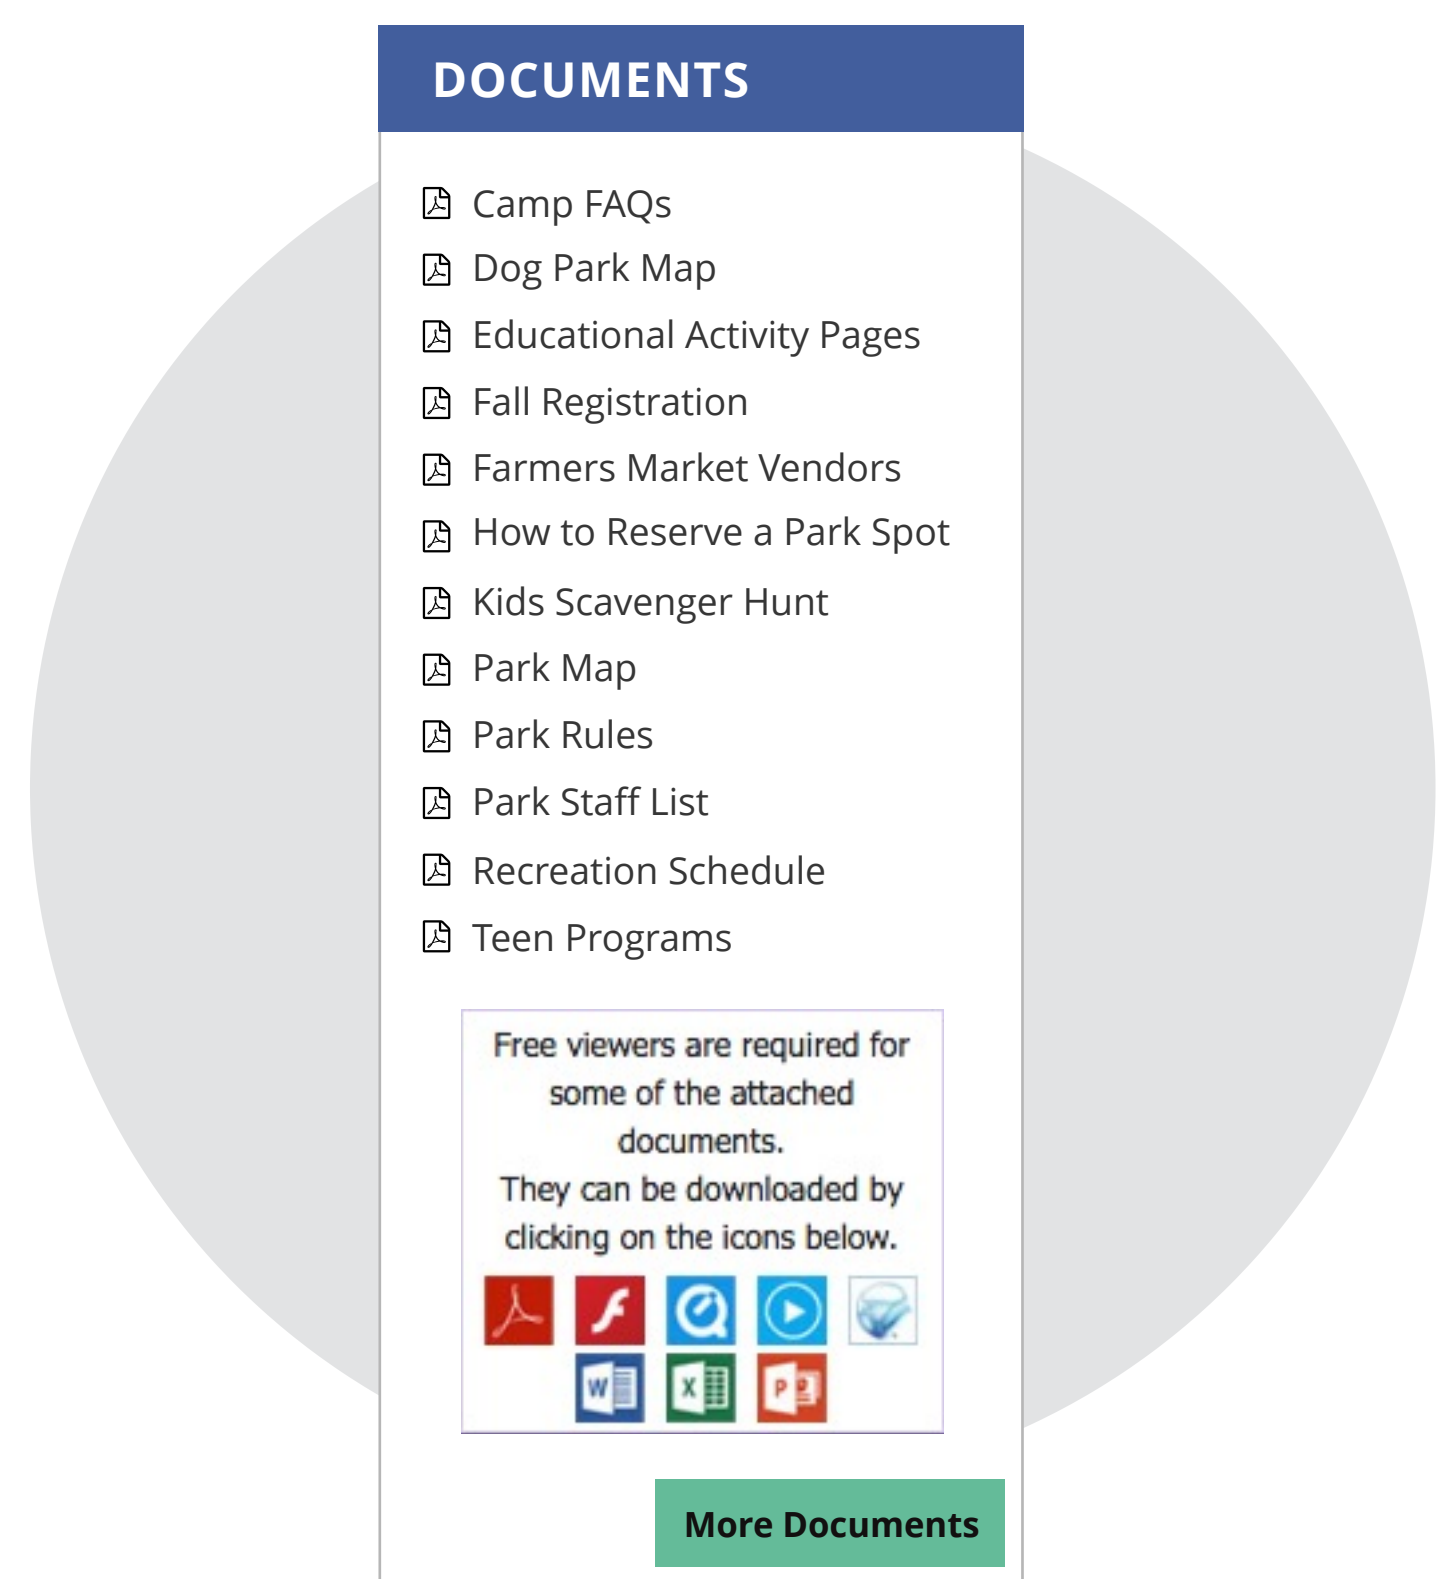 DOCUMENTS
Camp FAQs
Dog Park Map
Educational Activity Pages
Fall Registration
Farmers Market Vendors
How to Reserve a Park Spot
Kids Scavenger Hunt
Park Map
Park Rules
Park Staff List
Recreation Schedule
Teen Programs
Free viewers are required for
some of the attached
documents.
They can be downloaded by
clicking on the icons below.
W X P
More Documents